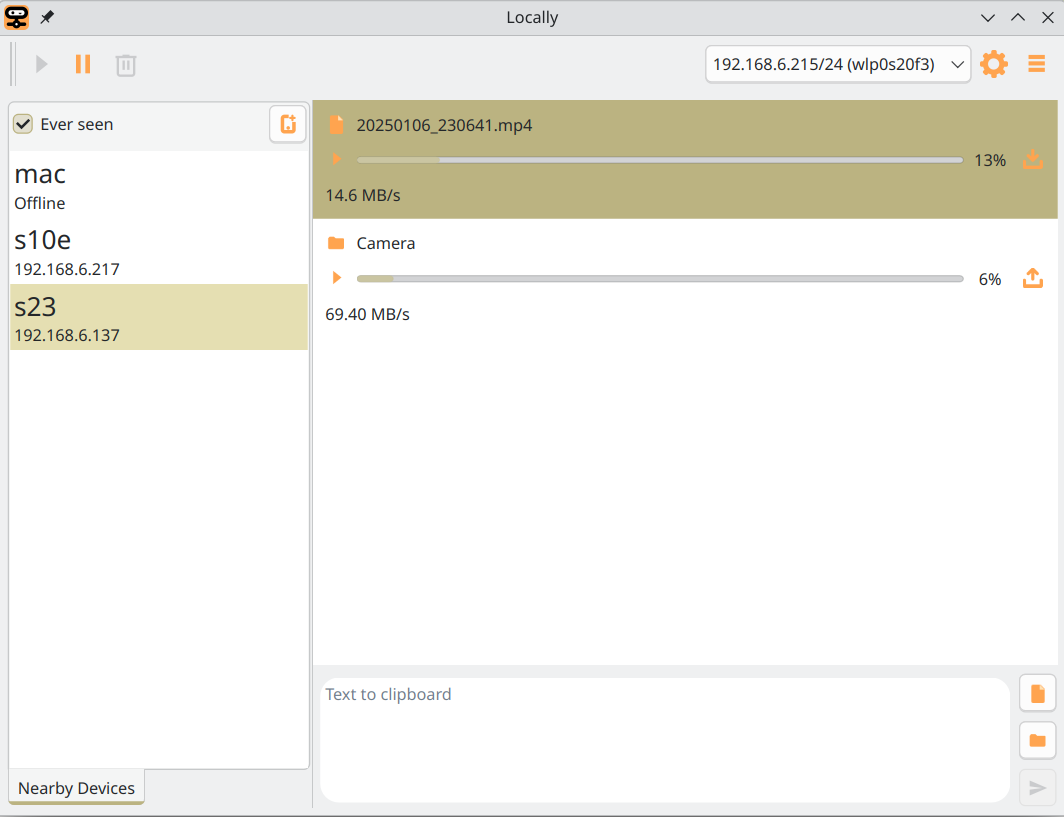 Locally
192.168.6.215/24 (wlp0s20f3)
Ever seen
mac
Offline
s10e
192.168.6.217
s23
192.168.6.137
Nearby Devices
20250106_230641.mp4
13%
14.6 MB/s
Camera
6%
69.40 MB/s
Text to clipboard